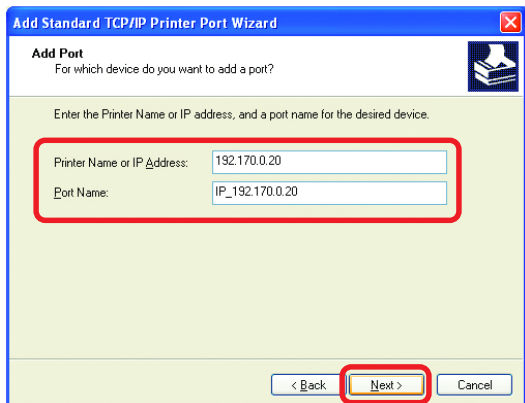 Add Standard TCP/IP Printer Port Wizard
Add Port
For which device do you want to add a port?
Enter the Printer Name or IP address, and a port name for the desired device.
Printer Name or IP Address: 192.170.0.20
Port Name: IP_192.170.0.20
< Back Next > Cancel